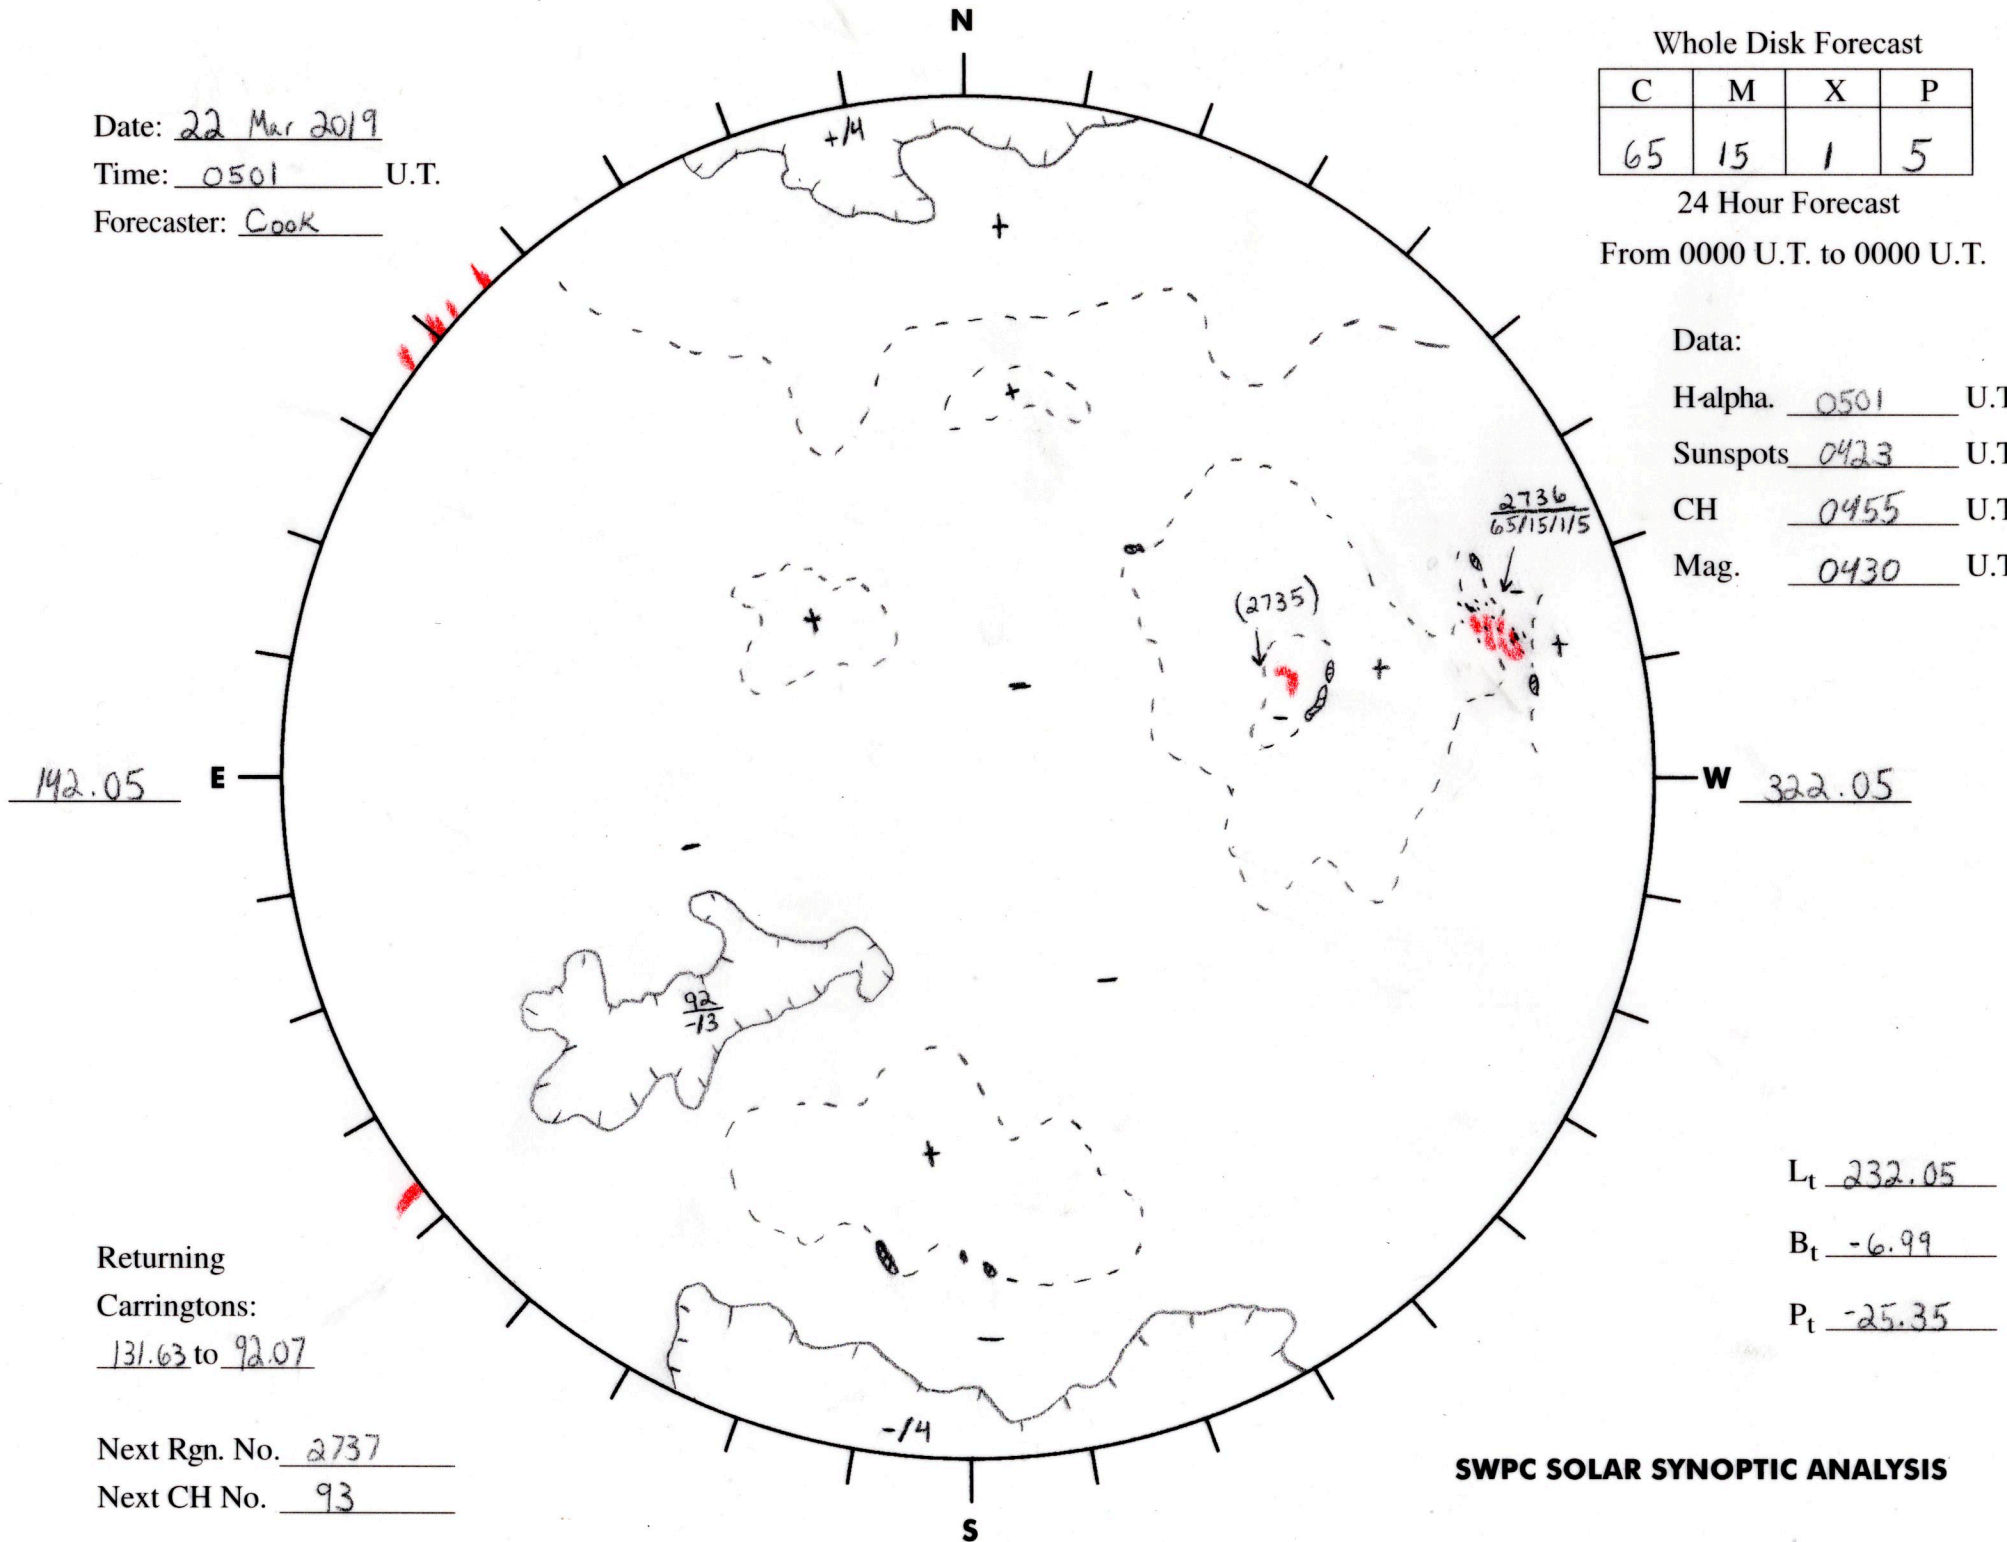 N
Whole Disk Forecast
C M X P
65 15 1 5
24 Hour Forecast
From 0000 U.T. to 0000 U.T.
Date: 22 Mar 2019
Time: 0501 U.T.
Forecaster: Cook
+/4
+
Data:
H-alpha. 0501 U.T
Sunspots 0423 U.T
CH 0455 U.T
Mag. 0430 U.T
+
2736
65/15/1/5
(2735)
-
+
+
+
-
-
142.05 E
W 322.05
-
92
-13
-
+
Lt 232.05
Bt -6.99
Pt -25.35
Returning
Carringtons:
131.63 to 92.07
-
-/4
Next Rgn. No. 2737
Next CH No. 93
SWPC SOLAR SYNOPTIC ANALYSIS
S